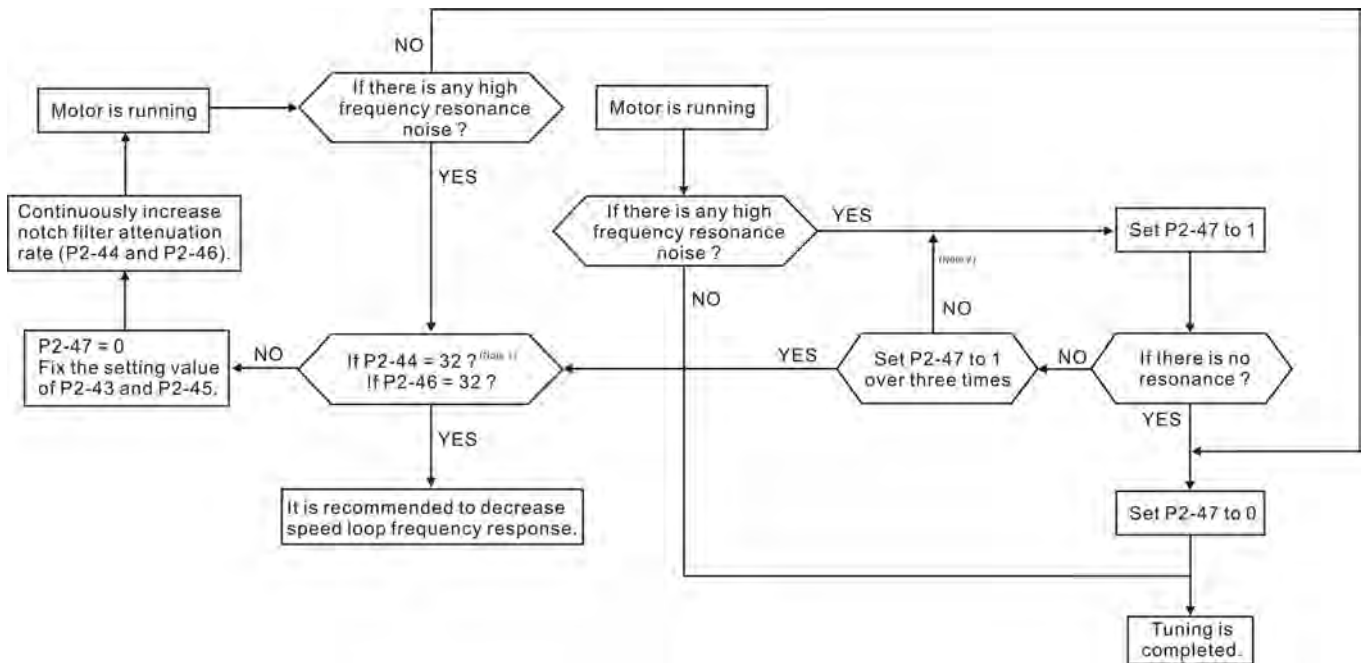 NO
If there is any high
frequency resonance
noise ?
Motor is running
YES
Continuously increase
notch filter attenuation
rate (P2-44 and P2-46).
P2-47 = 0
Fix the setting value
of P2-43 and P2-45.
NO
If P2-44 = 32 ? (Note 1)
If P2-46 = 32 ?
YES
It is recommended to decrease
speed loop frequency response.
Motor is running
If there is any high
frequency resonance
noise ?
YES
NO
Set P2-47 to 1
NO
YES
Set P2-47 to 1
over three times
NO
If there is no
resonance ?
YES
Set P2-47 to 0
Tuning is
completed.